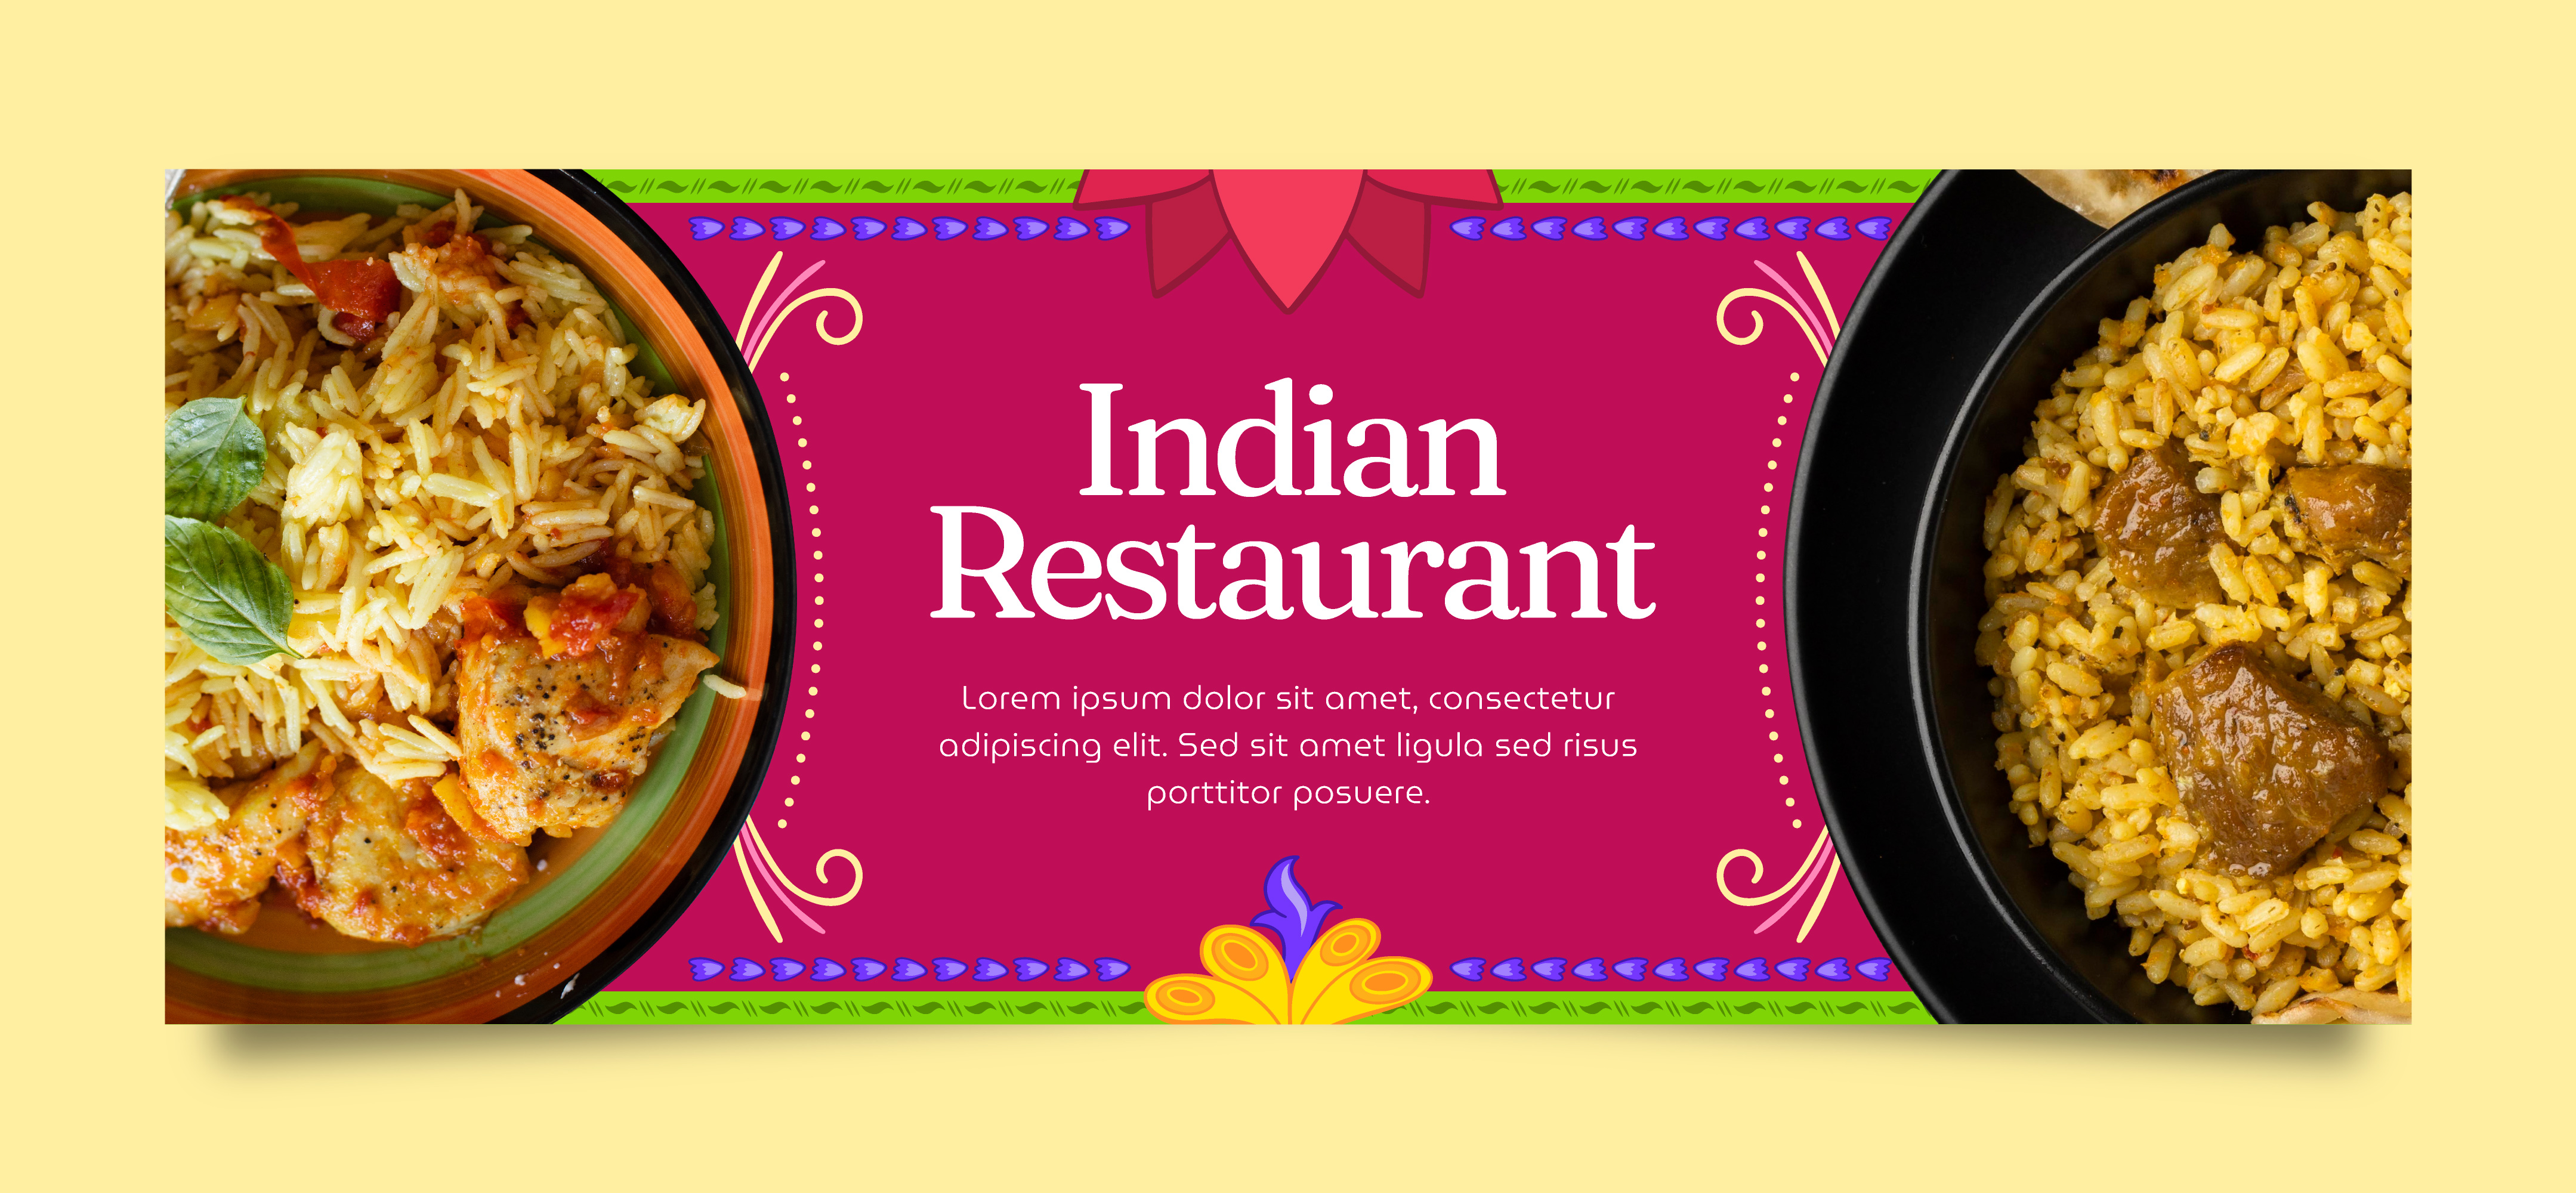 Indian
Restaurant
Lorem ipsum dolor sit amet, consectetur
adipiscing elit. Sed sit amet ligula sed risus
porttitor posuere.